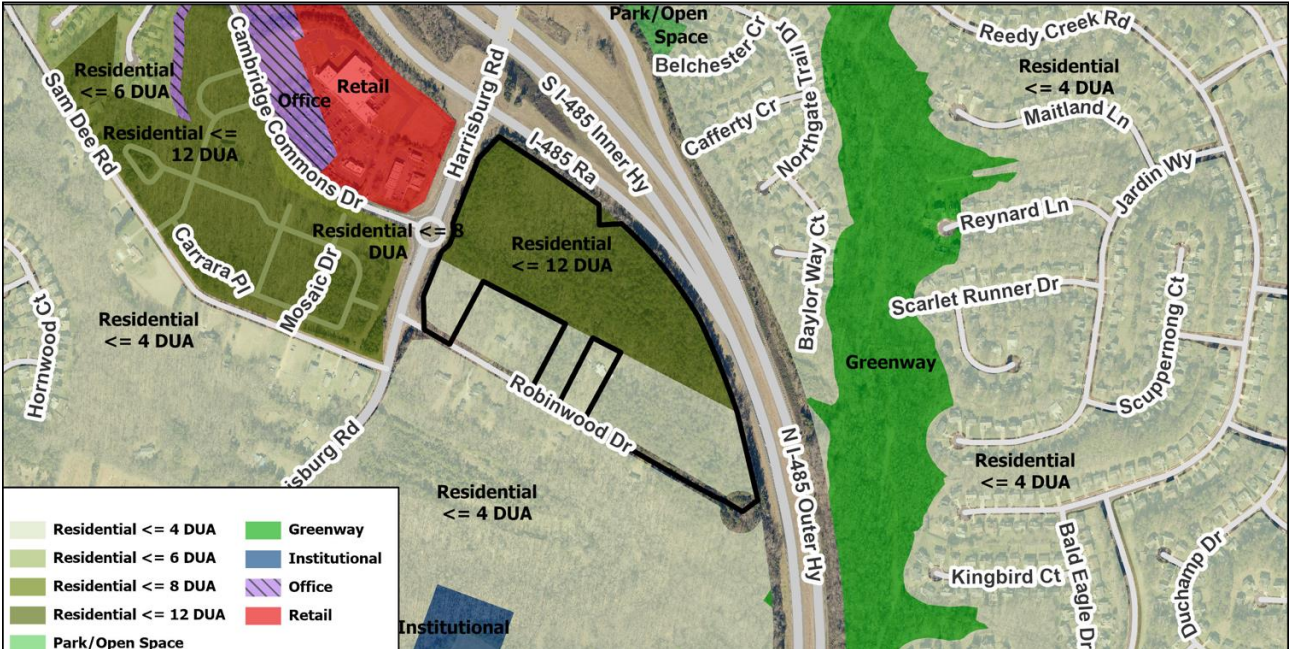 Park/Open
Space
Belchester Cr
Northgate Trail Dr
Cafferty Cr
Reedy Creek Rd
Residential
<= 4 DUA
Maitland Ln
Jardin Wy
Reynard Ln
Scarlet Runner Dr
Scuppernong Ct
Baylor Way Ct
Greenway
Residential
<= 4 DUA
Kingbird Ct
Bald Eagle Dr
Duchamp Dr
Residential
<= 6 DUA
Sam Dee Rd
Residential <=
12 DUA
Cambridge Commons Dr
Office
Retail
Harrisburg Rd
S I-485 Inner Hy
I-485 Ra
Residential <= 8
DUA
Residential
<= 12 DUA
Carrara Pl
Mosaic Dr
Residential
<= 4 DUA
Hornwood Ct
Robinwood Dr
N I-485 Outer Hy
isburg Rd
Residential
<= 4 DUA
Institutional
Residential <= 4 DUA
Residential <= 6 DUA
Residential <= 8 DUA
Residential <= 12 DUA
Park/Open Space
Greenway
Institutional
Office
Retail